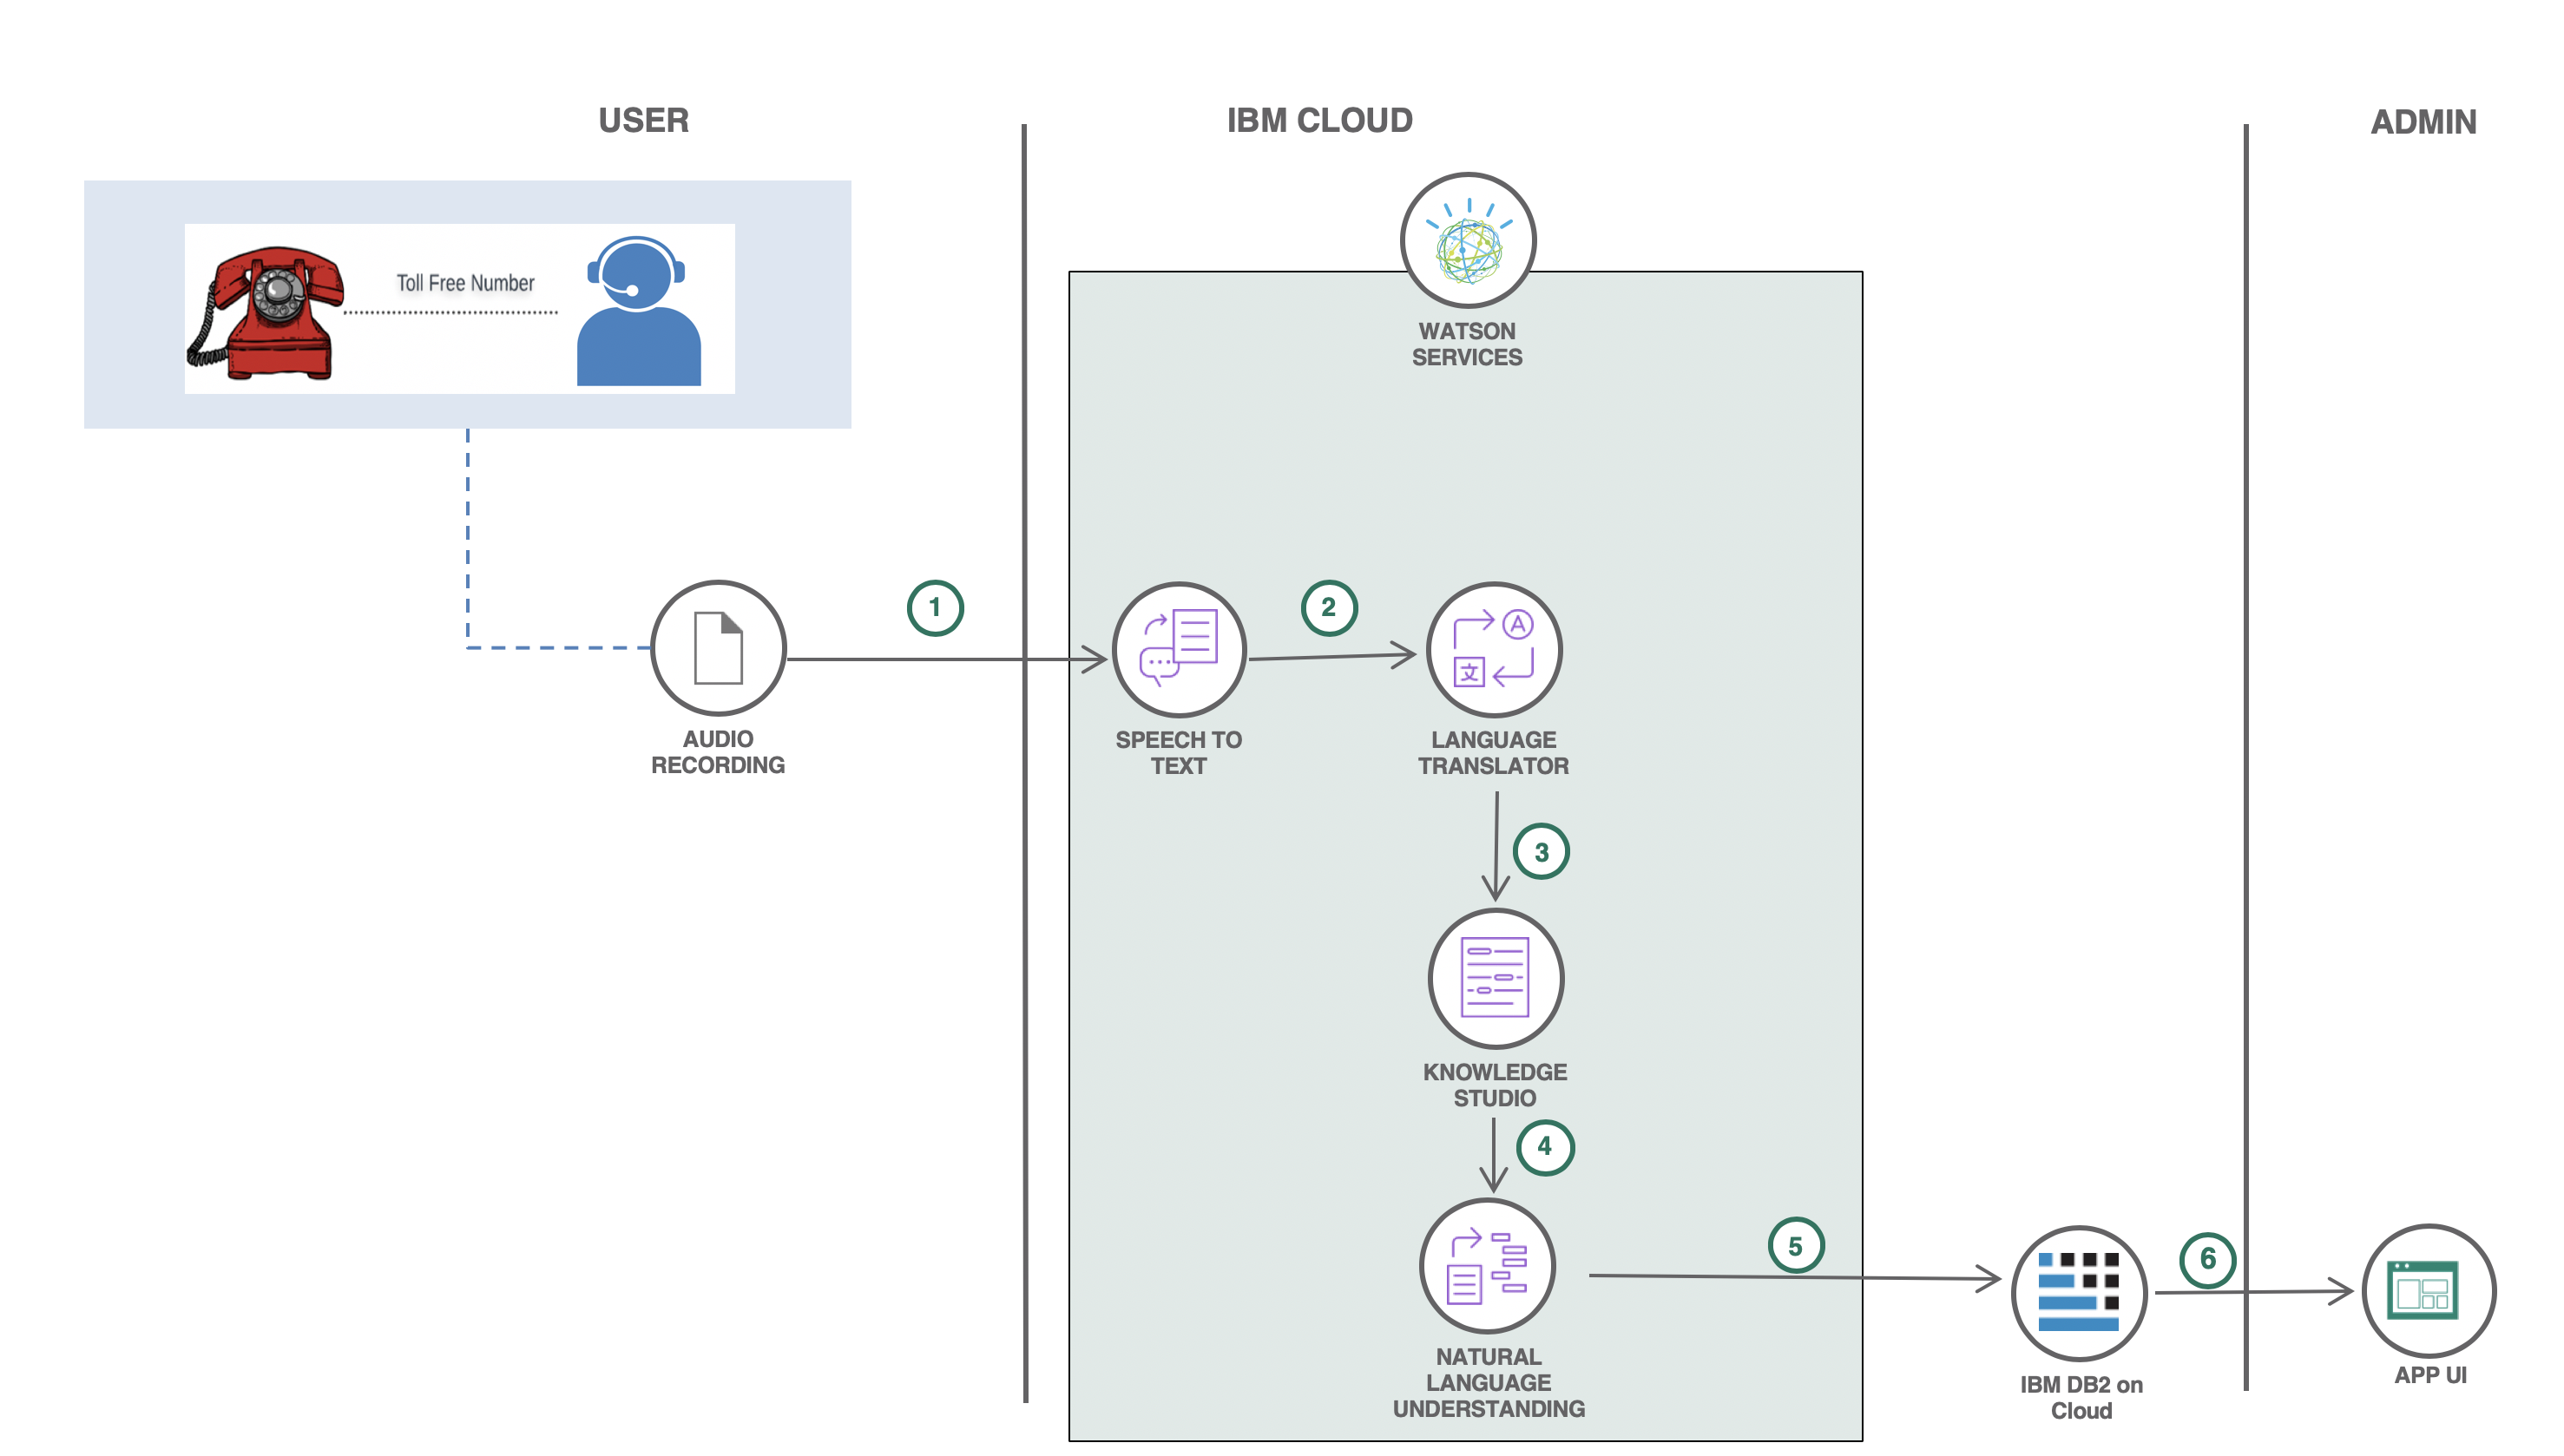 USER
IBM CLOUD
ADMIN
Toll Free Number
WATSON
SERVICES
1
2
A
文
AUDIO
RECORDING
SPEECH TO
TEXT
LANGUAGE
TRANSLATOR
3
KNOWLEDGE
STUDIO
4
5
6
NATURAL
LANGUAGE
UNDERSTANDING
IBM DB2 on
Cloud
APP UI